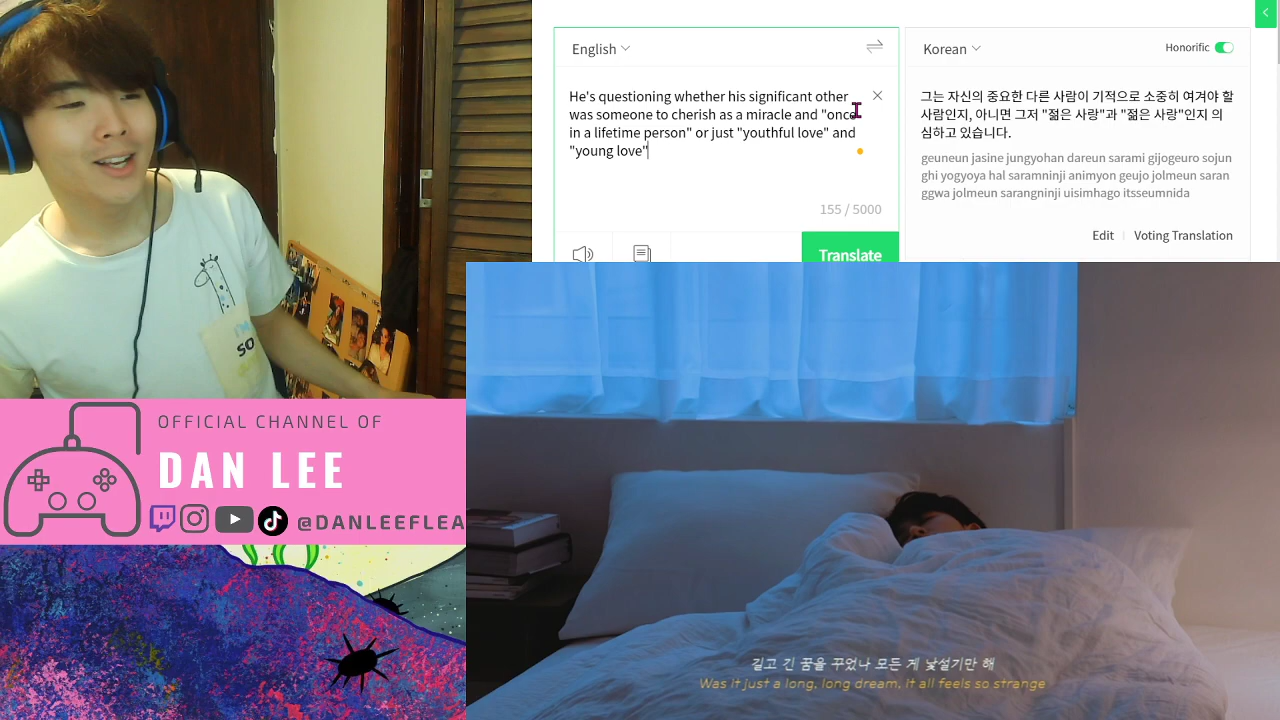 English
He's questioning whether his significant other
was someone to cherish as a miracle and "once
in a lifetime person" or just "youthful love" and
"young love"
155 / 5000
Translate
Korean
Honorific
그는 자신의 중요한 다른 사람이 기적으로 소중히 여겨야 할
사람인지, 아니면 그저 "젊은 사랑"과 "젊은 사랑"인지 의
심하고 있습니다.
geuneun jasine jungyohan dareun sarami gijogeuro sojun
ghi yogyoya hal saramninji animyon geujo jolmeun saran
ggwa jolmeun sarangninji uisimhago itsseumnida
Edit
Voting Translation
SO
OFFICIAL CHANNEL OF
DAN LEE
@DANLEEFLEA
길고 긴 꿈을 꾸었나 모든 게 낯설기만 해
Was it just a long, long dream, it all feels so strange